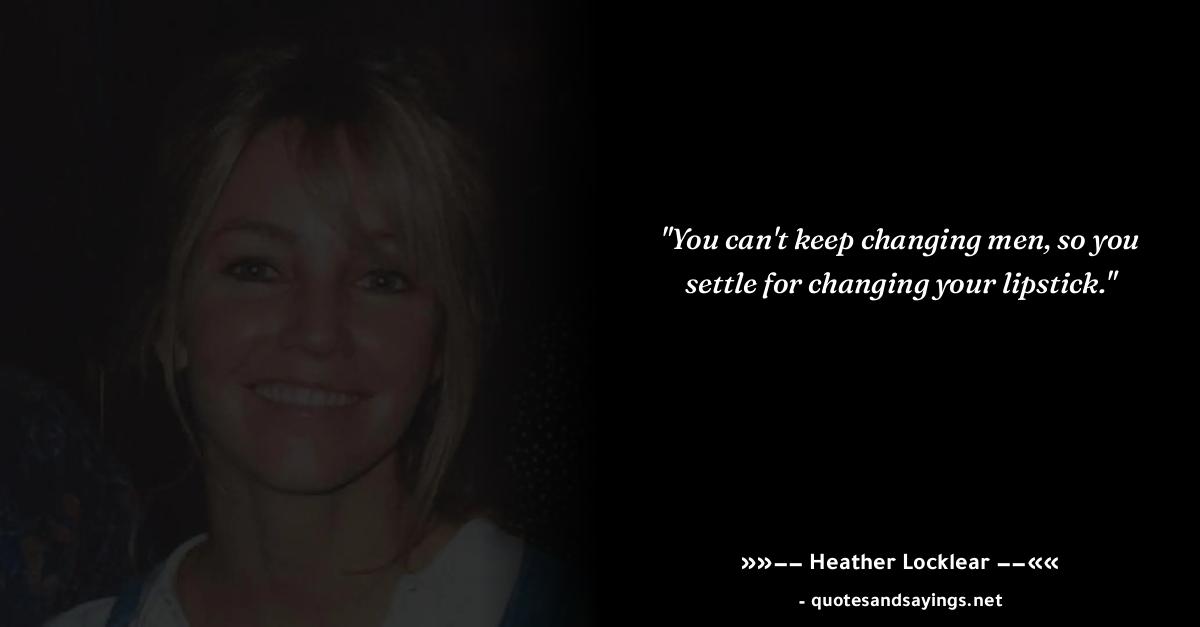 "You can't keep changing men, so you
settle for changing your lipstick."
»»−− Heather Locklear −−««
- quotesandsayings.net